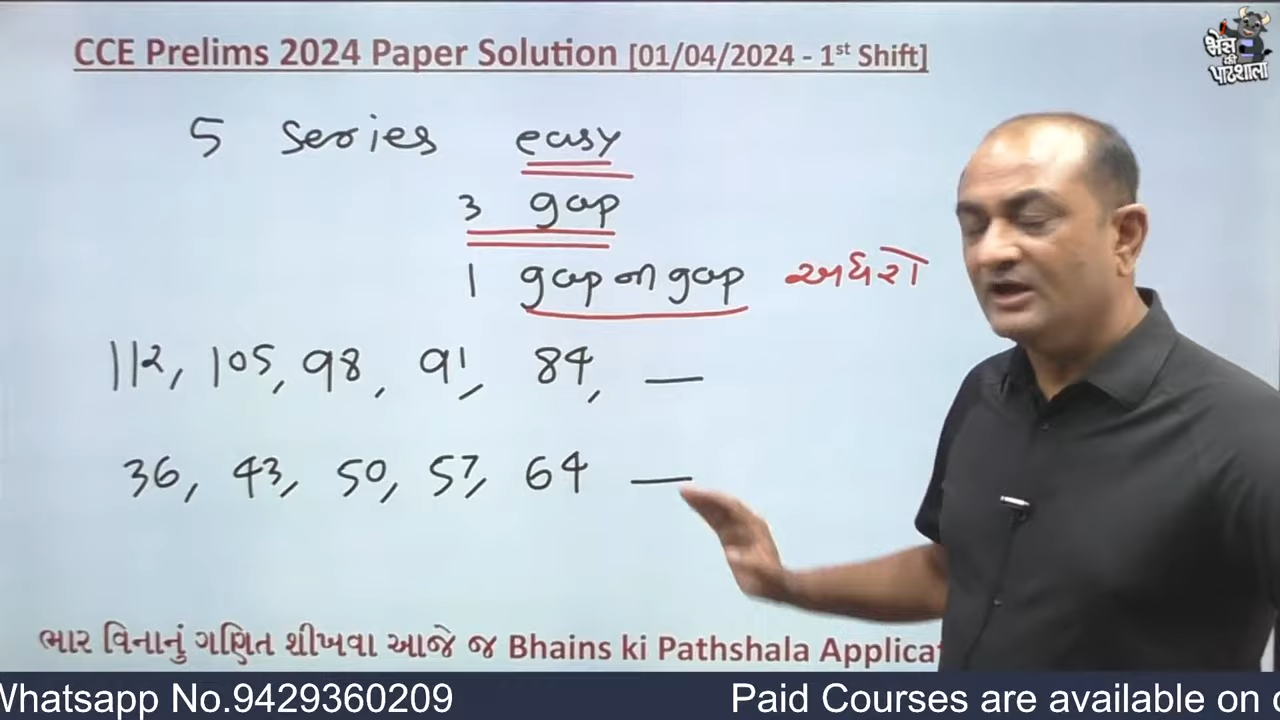 CCE Prelims 2024 Paper Solution [01/04/2024 - 1st Shift]
भैंस
की
पाठशाला
5 series easy
3 gap
1 gap ના gap અઘરો
112, 105, 98, 91, 84, —
36, 43, 50, 57, 64 —
ભાર વિનાનું ગણિત શીખવા આજે જ Bhains ki Pathshala Applicat
Whatsapp No.9429360209 Paid Courses are available on